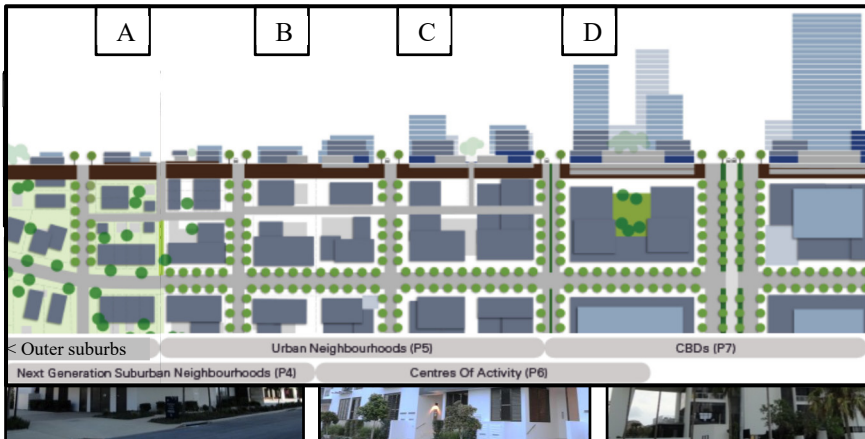 A B C D
< Outer suburbs Urban Neighbourhoods (P5) CBDs (P7)
Next Generation Suburban Neighbourhoods (P4) Centres Of Activity (P6)